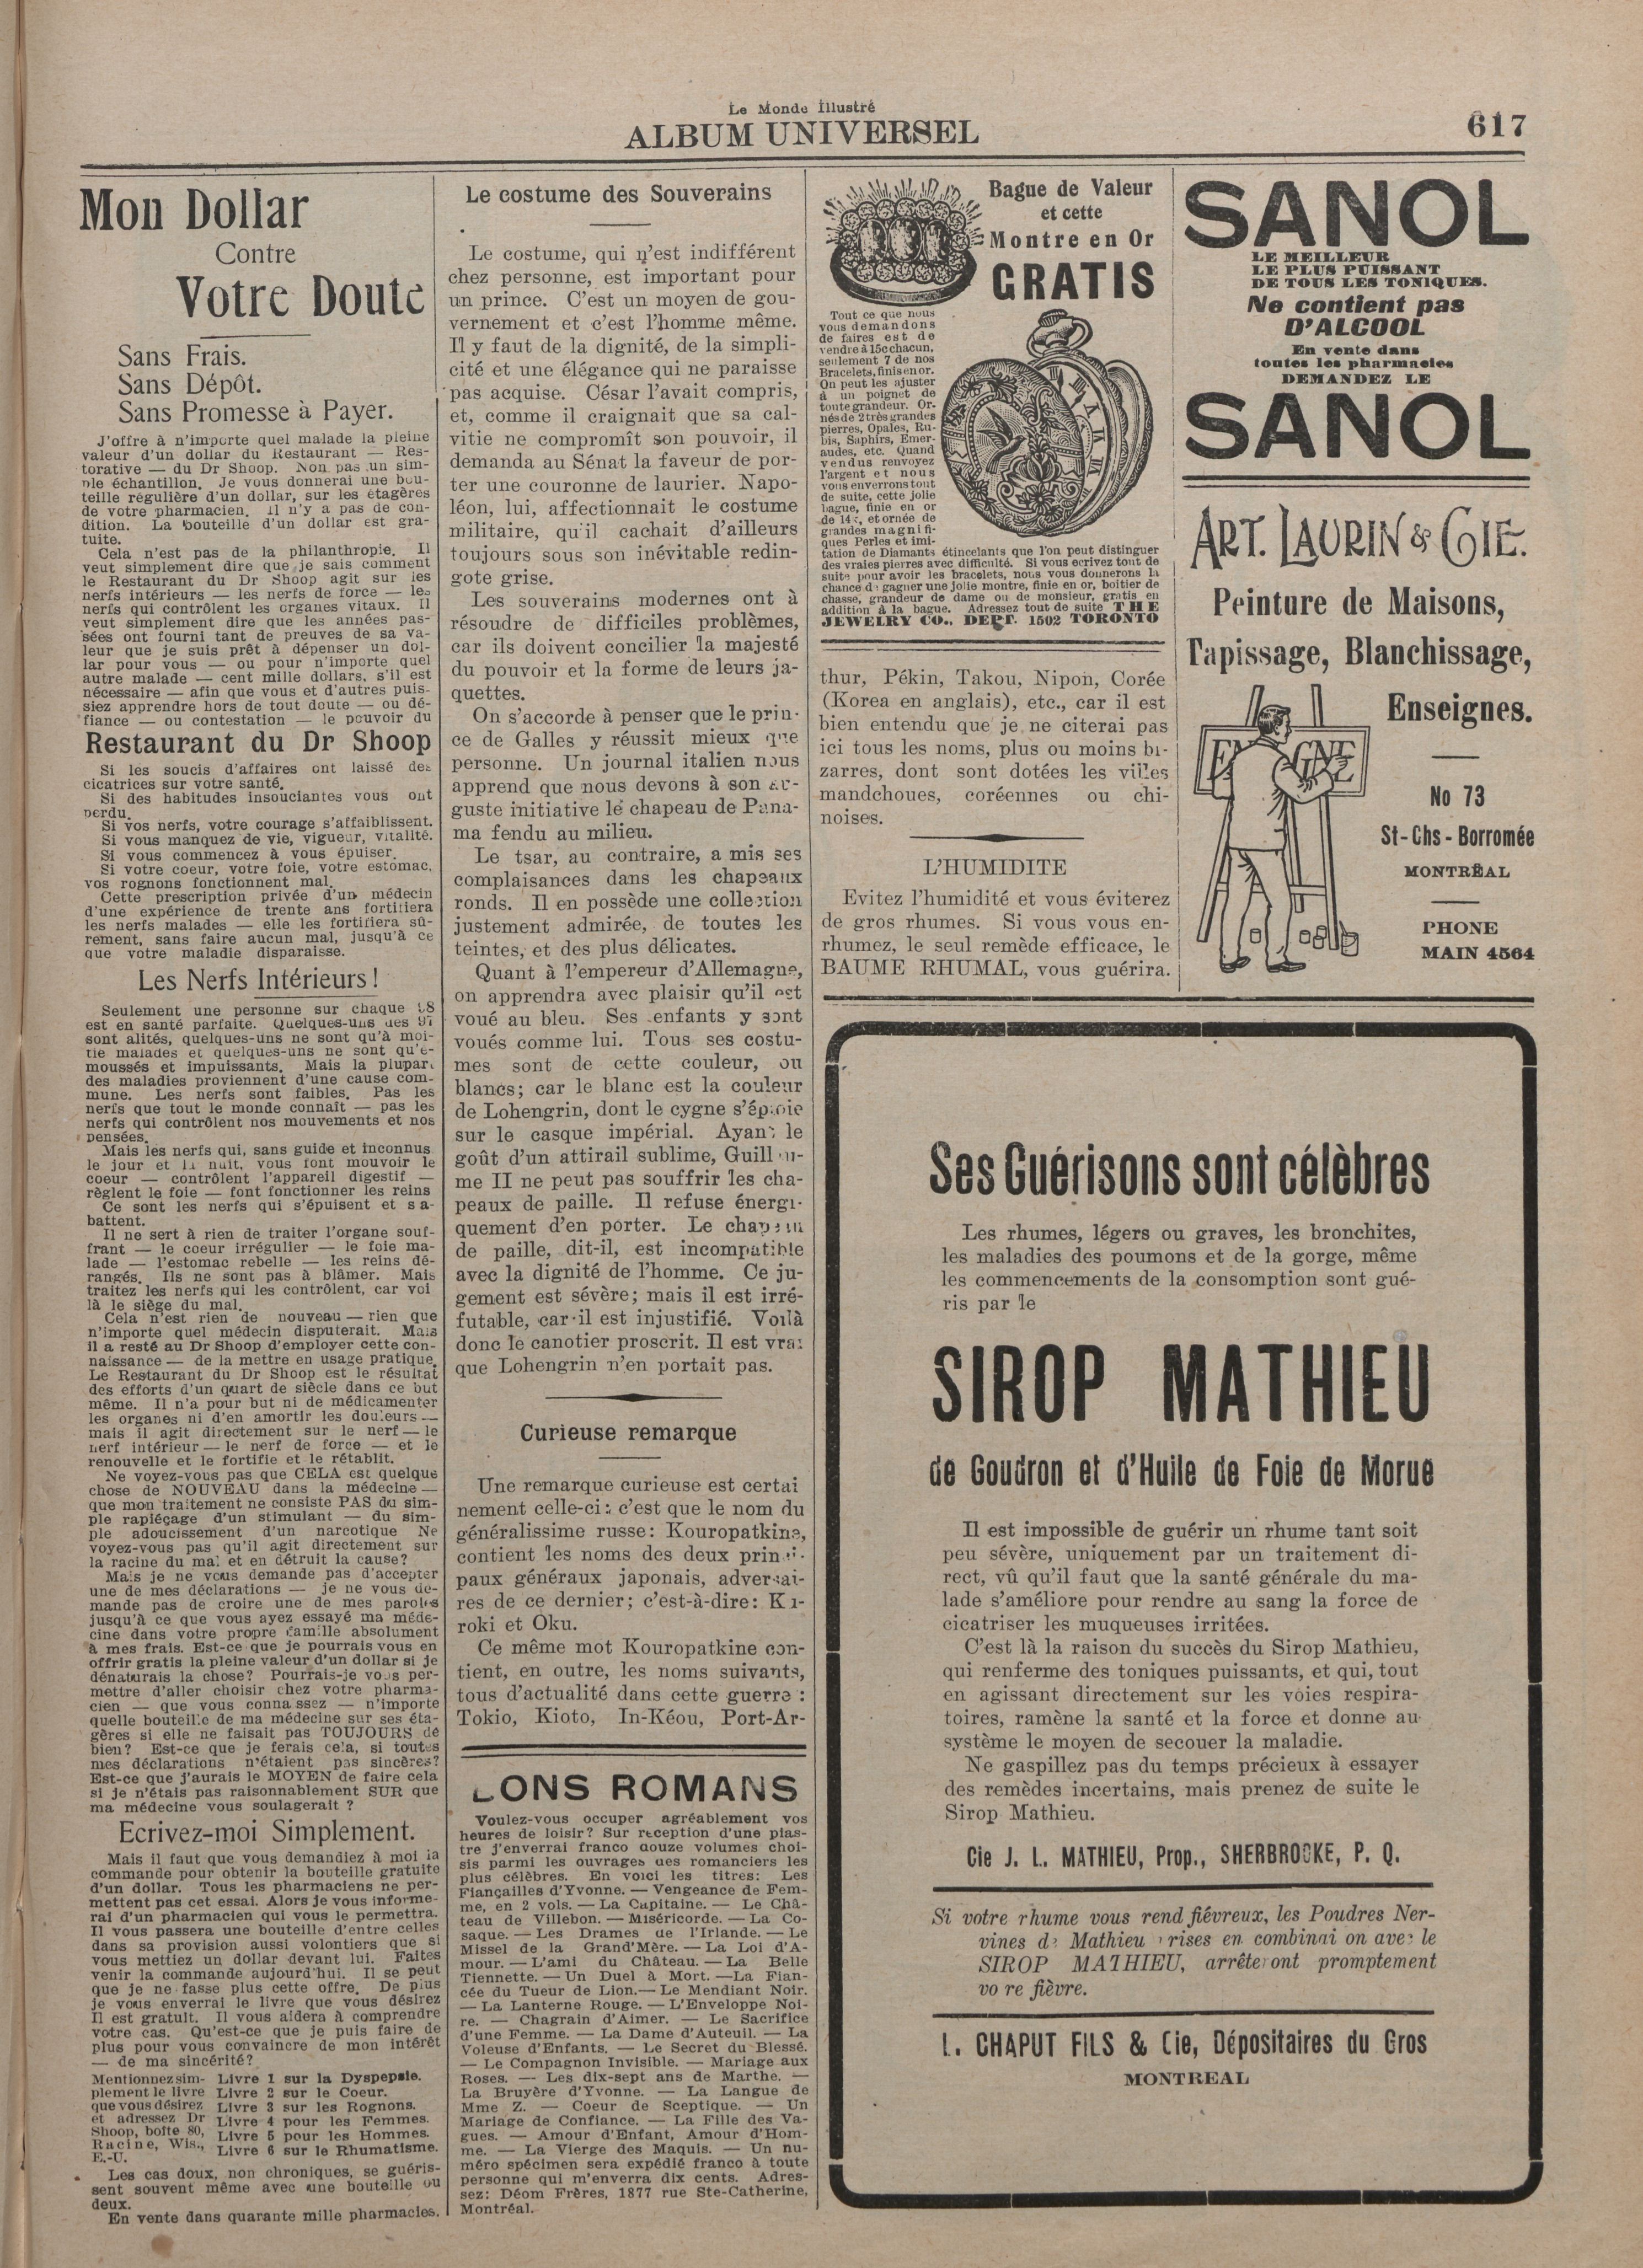 Le Monde Illustré
ALBUM UNIVERSEL
617
Mon Dollar
Contre
Votre Doute
Sans Frais.
Sans Dépôt.
Sans Promesse à Payer.
J'offre à n'importe quel malade la pleine
valeur d'un dollar du Restaurant — Res-
torative — du Dr Shoop. Non pas un sim-
ple échantillon. Je vous donnerai une bou-
teille régulière d'un dollar, sur les étagères
de votre pharmacien. Il n'y a pas de con-
dition. La bouteille d'un dollar est gra-
tuite.
Cela n'est pas de la philanthropie. Il
veut simplement dire que je sais comment
le Restaurant du Dr Shoop agit sur les
nerfs intérieurs — les nerfs de force — les
nerfs qui contrôlent les organes vitaux. Il
veut simplement dire que les années pas-
sées ont fourni tant de preuves de sa va-
leur que je suis prêt à dépenser un dol-
lar pour vous — ou pour n'importe quel
autre malade — cent mille dollars, s'il est
nécessaire — afin que vous et d'autres puis-
siez apprendre hors de tout doute — ou dé-
fiance — ou contestation — le pouvoir du
Restaurant du Dr Shoop
Si les soucis d'affaires ont laissé des
cicatrices sur votre santé.
Si des habitudes insouciantes vous ont
perdu.
Si vos nerfs, votre courage s'affaiblissent.
Si vous manquez de vie, vigueur, vitalité.
Si vous commencez à vous épuiser.
Si votre coeur, votre foie, votre estomac,
vos rognons fonctionnent mal.
Cette prescription privée d'un médecin
d'une expérience de trente ans fortifiera
les nerfs malades — elle les fortifiera sû-
rement, sans faire aucun mal, jusqu'à ce
que votre maladie disparaisse.
Les Nerfs Intérieurs!
Seulement une personne sur chaque 98
est en santé parfaite. Quelques-uns des 97
sont alités, quelques-uns ne sont qu'à moi-
tié malades et quelques-uns ne sont qu'é-
moussés et impuissants. Mais la plupart
des maladies proviennent d'une cause com-
mune. Les nerfs sont faibles. Pas les
nerfs que tout le monde connaît — pas les
nerfs qui contrôlent nos mouvements et nos
pensées.
Mais les nerfs qui, sans guide et inconnus
le jour et la nuit, vous font mouvoir le
coeur — contrôlent l'appareil digestif —
règlent le foie — font fonctionner les reins
Ce sont les nerfs qui s'épuisent et s a-
battent.
Il ne sert à rien de traiter l'organe souf-
frant — le coeur irrégulier — le foie ma-
lade — l'estomac rebelle — les reins dé-
rangés. Ils ne sont pas à blâmer. Mais
traitez les nerfs qui les contrôlent, car voi
là le siège du mal.
Cela n'est rien de nouveau — rien que
n'importe quel médecin disputerait. Mais
il a resté au Dr Shoop d'employer cette con-
naissance — de la mettre en usage pratique.
Le Restaurant du Dr Shoop est le résultat
des efforts d'un quart de siècle dans ce but
même. Il n'a pour but ni de médicamenter
les organes ni d'en amortir les douleurs —
mais il agit directement sur le nerf — le
nerf intérieur — le nerf de force — et le
renouvelle et le fortifie et le rétablit.
Ne voyez-vous pas que CELA est quelque
chose de NOUVEAU dans la médecine —
que mon traitement ne consiste PAS du sim-
ple rapiéçage d'un stimulant — du sim-
ple adoucissement d'un narcotique Ne
voyez-vous pas qu'il agit directement sur
la racine du mal et en détruit la cause?
Mais je ne vous demande pas d'accepter
une de mes déclarations — je ne vous de-
mande pas de croire une de mes paroles
jusqu'à ce que vous ayez essayé ma méde-
cine dans votre propre famille absolument
à mes frais. Est-ce que je pourrais vous en
offrir gratis la pleine valeur d'un dollar si je
dénaturais la chose? Pourrais-je vous per-
mettre d'aller choisir chez votre pharma-
cien — que vous connaissez — n'importe
quelle bouteille de ma médecine sur ses éta-
gères si elle ne faisait pas TOUJOURS de
bien? Est-ce que je ferais cela, si toutes
mes déclarations n'étaient pas sincères?
Est-ce que j'aurais le MOYEN de faire cela
si je n'étais pas raisonnablement SUR que
ma médecine vous soulagerait ?
Ecrivez-moi Simplement.
Mais il faut que vous demandiez à moi la
commande pour obtenir la bouteille gratuite
d'un dollar. Tous les pharmaciens ne per-
mettent pas cet essai. Alors je vous informe-
rai d'un pharmacien qui vous le permettra.
Il vous passera une bouteille d'entre celles
dans sa provision aussi volontiers que si
vous mettiez un dollar devant lui. Faites
venir la commande aujourd'hui. Il se peut
que je ne fasse plus cette offre. De plus
je vous enverrai le livre que vous désirez
Il est gratuit. Il vous aidera à comprendre
votre cas. Qu'est-ce que je puis faire de
plus pour vous convaincre de mon intérêt
— de ma sincérité?
Mentionnez sim-
plement le livre
que vous désirez
et adressez Dr
Shoop, boîte 80,
Racine, Wis.,
E.-U.
Livre 1 sur la Dyspepsie.
Livre 2 sur le Coeur.
Livre 3 sur les Rognons.
Livre 4 pour les Femmes.
Livre 5 pour les Hommes.
Livre 6 sur le Rhumatisme.
Les cas doux, non chroniques, se guéris-
sent souvent même avec une bouteille ou
deux.
En vente dans quarante mille pharmacies.
Le costume des Souverains
Le costume, qui n'est indifférent
chez personne, est important pour
un prince. C'est un moyen de gou-
vernement et c'est l'homme même.
Il y faut de la dignité, de la simpli-
cité et une élégance qui ne paraisse
pas acquise. César l'avait compris,
et, comme il craignait que sa cal-
vitie ne compromît son pouvoir, il
demanda au Sénat la faveur de por-
ter une couronne de laurier. Napo-
léon, lui, affectionnait le costume
militaire, qu'il cachait d'ailleurs
toujours sous son inévitable redin-
gote grise.
Les souverains modernes ont à
résoudre de difficiles problèmes,
car ils doivent concilier la majesté
du pouvoir et la forme de leurs ja-
quettes.
On s'accorde à penser que le prin-
ce de Galles y réussit mieux que
personne. Un journal italien nous
apprend que nous devons à son au-
guste initiative le chapeau de Pana-
ma fendu au milieu.
Le tsar, au contraire, a mis ses
complaisances dans les chapeaux
ronds. Il en possède une collection
justement admirée, de toutes les
teintes, et des plus délicates.
Quant à l'empereur d'Allemagne,
on apprendra avec plaisir qu'il est
voué au bleu. Ses enfants y sont
voués comme lui. Tous ses costu-
mes sont de cette couleur, ou
blancs; car le blanc est la couleur
de Lohengrin, dont le cygne s'éploie
sur le casque impérial. Ayant le
goût d'un attirail sublime, Guillau-
me II ne peut pas souffrir les cha-
peaux de paille. Il refuse énergi-
quement d'en porter. Le chapeau
de paille, dit-il, est incompatible
avec la dignité de l'homme. Ce ju-
gement est sévère; mais il est irré-
futable, car il est injustifié. Voilà
donc le canotier proscrit. Il est vrai
que Lohengrin n'en portait pas.
Curieuse remarque
Une remarque curieuse est certai
nement celle-ci: c'est que le nom du
généralissime russe: Kouropatkine,
contient les noms des deux princi-
paux généraux japonais, adversai-
res de ce dernier; c'est-à-dire: Ku-
roki et Oku.
Ce même mot Kouropatkine con-
tient, en outre, les noms suivants,
tous d'actualité dans cette guerre :
Tokio, Kioto, In-Kéou, Port-Ar-
LONS ROMANS
Voulez-vous occuper agréablement vos
heures de loisir? Sur réception d'une pias-
tre j'enverrai franco douze volumes choi-
sis parmi les ouvrages des romanciers les
plus célèbres. En voici les titres: Les
Fiançailles d'Yvonne. — Vengeance de Fem-
me, en 2 vols. — La Capitaine. — Le Châ-
teau de Villebon. — Miséricorde. — La Co-
saque. — Les Drames de l'Irlande. — Le
Missel de la Grand'Mère. — La Loi d'A-
mour. — L'ami du Château. — La Belle
Tiennette. — Un Duel à Mort. — La Fian-
cée du Tueur de Lion. — Le Mendiant Noir.
— La Lanterne Rouge. — L'Enveloppe Noi-
re. — Chagrain d'Aimer. — Le Sacrifice
d'une Femme. — La Dame d'Auteuil. — La
Voleuse d'Enfants. — Le Secret du Blessé.
— Le Compagnon Invisible. — Mariage aux
Roses. — Les dix-sept ans de Marthe. —
La Bruyère d'Yvonne. — La Langue de
Mme Z. — Coeur de Sceptique. — Un
Mariage de Confiance. — La Fille des Va-
gues. — Amour d'Enfant, Amour d'Hom-
me. — La Vierge des Maquis. — Un nu-
méro spécimen sera expédié franco à toute
personne qui m'enverra dix cents. Adres-
sez: Déom Frères, 1877 rue Ste-Catherine,
Montréal.
Bague de Valeur
et cette
Montre en Or
GRATIS
Tout ce que nous
vous demandons
de faires est de
vendre à 15c chacun,
seulement 7 de nos
Bracelets, finis en or.
On peut les ajuster
à un poignet de
toute grandeur. Or-
nés de 2 très grandes
pierres, Opales, Ru-
bis, Saphirs, Emer-
audes, etc. Quand
vendus renvoyez
l'argent et nous
vous enverrons tout
de suite, cette jolie
bague, finie en or
de 14c, et ornée de
grandes magnifi-
ques Perles et imi-
tation de Diamants étincelants que l'on peut distinguer
des vraies pierres avec difficulté. Si vous ecrivez tout de
suite pour avoir les bracelets, nous vous donnerons la
chance de gagner une jolie montre, finie en or, boitier de
chasse, grandeur de dame ou de monsieur, gratis en
addition à la bague. Adressez tout de suite THE
JEWELRY CO., DEPT. 1502 TORONTO
thur, Pékin, Takou, Nipon, Corée
(Korea en anglais), etc., car il est
bien entendu que je ne citerai pas
ici tous les noms, plus ou moins bi-
zarres, dont sont dotées les villes
mandchoues, coréennes ou chi-
noises.
L'HUMIDITE
Evitez l'humidité et vous éviterez
de gros rhumes. Si vous vous en-
rhumez, le seul remède efficace, le
BAUME RHUMAL, vous guérira.
SANOL
LE MEILLEUR
LE PLUS PUISSANT
DE TOUS LES TONIQUES.
Ne contient pas
D'ALCOOL
En vente dans
toutes les pharmacies
DEMANDEZ LE
SANOL
ART. LAURIN & CIE.
Peinture de Maisons,
Tapissage, Blanchissage,
Enseignes.
No 73
St-Chs-Borromée
MONTRÉAL
PHONE
MAIN 4564
Ses Guérisons sont célèbres
Les rhumes, légers ou graves, les bronchites,
les maladies des poumons et de la gorge, même
les commencements de la consomption sont gué-
ris par le
SIROP MATHIEU
de Goudron et d'Huile de Foie de Morue
Il est impossible de guérir un rhume tant soit
peu sévère, uniquement par un traitement di-
rect, vû qu'il faut que la santé générale du ma-
lade s'améliore pour rendre au sang la force de
cicatriser les muqueuses irritées.
C'est là la raison du succès du Sirop Mathieu,
qui renferme des toniques puissants, et qui, tout
en agissant directement sur les voies respira-
toires, ramène la santé et la force et donne au
système le moyen de secouer la maladie.
Ne gaspillez pas du temps précieux à essayer
des remèdes incertains, mais prenez de suite le
Sirop Mathieu.
Cie J. L. MATHIEU, Prop., SHERBROOKE, P. Q.
Si votre rhume vous rend fiévreux, les Poudres Ner-
vines de Mathieu prises en combinai on avec le
SIROP MATHIEU, arrêteront promptement
vo re fièvre.
L. CHAPUT FILS & Cie, Dépositaires du Gros
MONTREAL